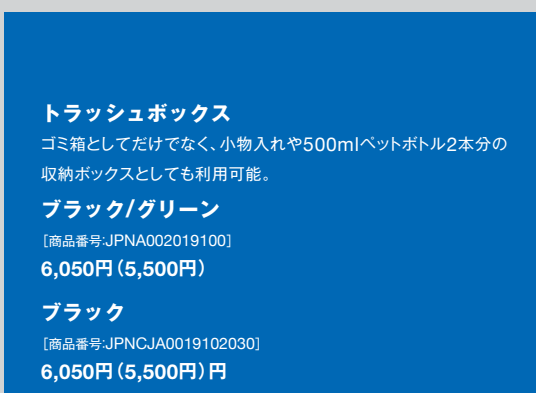 トラッシュボックス
ゴミ箱としてだけでなく、小物入れや500mlペットボトル2本分の
収納ボックスとしても利用可能。
ブラック/グリーン
[商品番号:JPNA002019100]
6,050円（5,500円）
ブラック
[商品番号:JPNCJA0019102030]
6,050円（5,500円）円